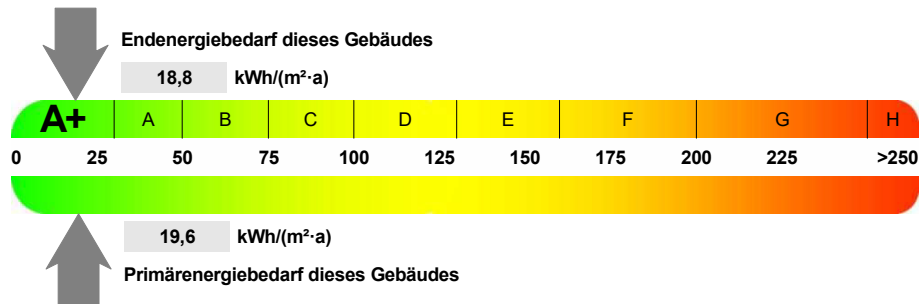 Endenergiebedarf dieses Gebäudes
18,8 kWh/(m²·a)
A+ A B C D E F G H
0 25 50 75 100 125 150 175 200 225 >250
19,6 kWh/(m²·a)
Primärenergiebedarf dieses Gebäudes